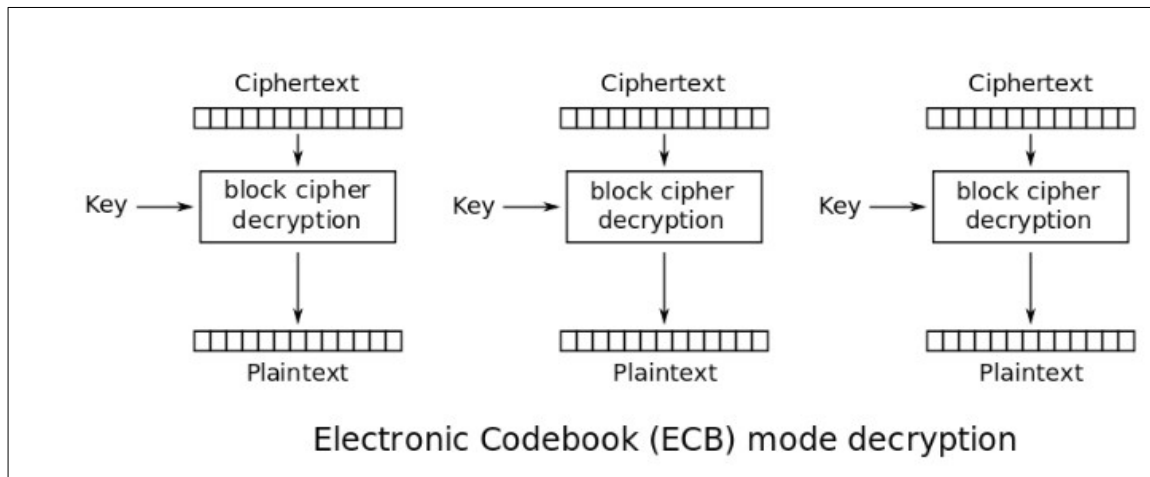 Ciphertext Ciphertext Ciphertext
Key block cipher decryption Key block cipher decryption Key block cipher decryption
Plaintext Plaintext Plaintext
Electronic Codebook (ECB) mode decryption